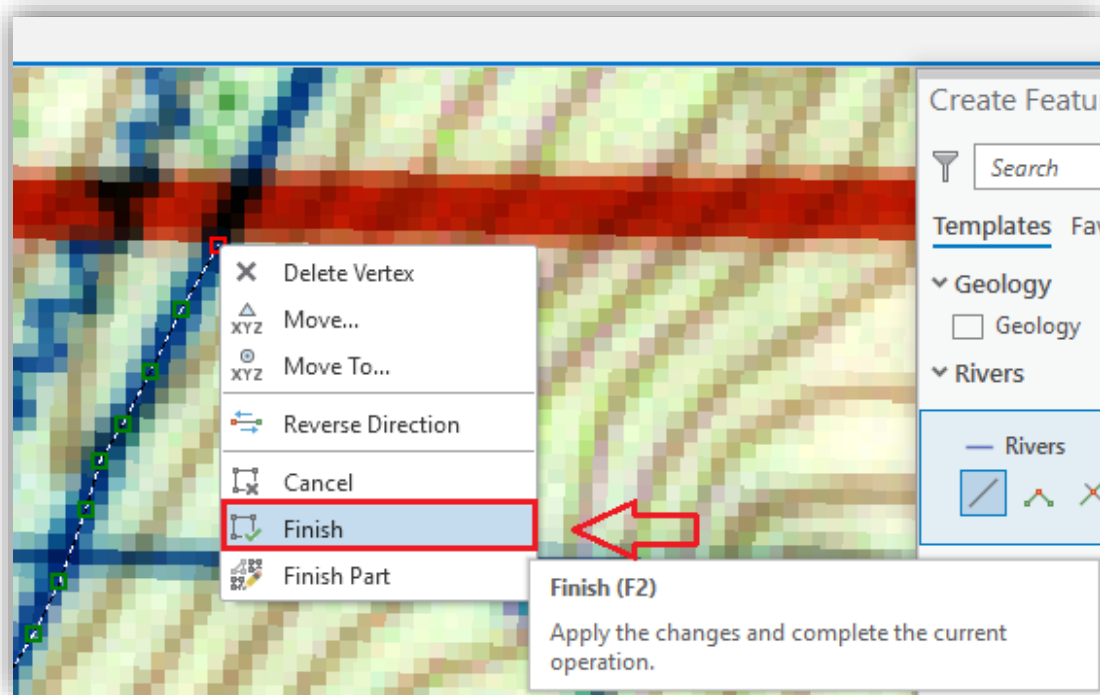 Create Featu
Search
Templates Fav
Geology
Geology
Rivers
Rivers
Delete Vertex
XYZ Move...
XYZ Move To...
Reverse Direction
Cancel
Finish
Finish Part
Finish (F2)
Apply the changes and complete the current
operation.